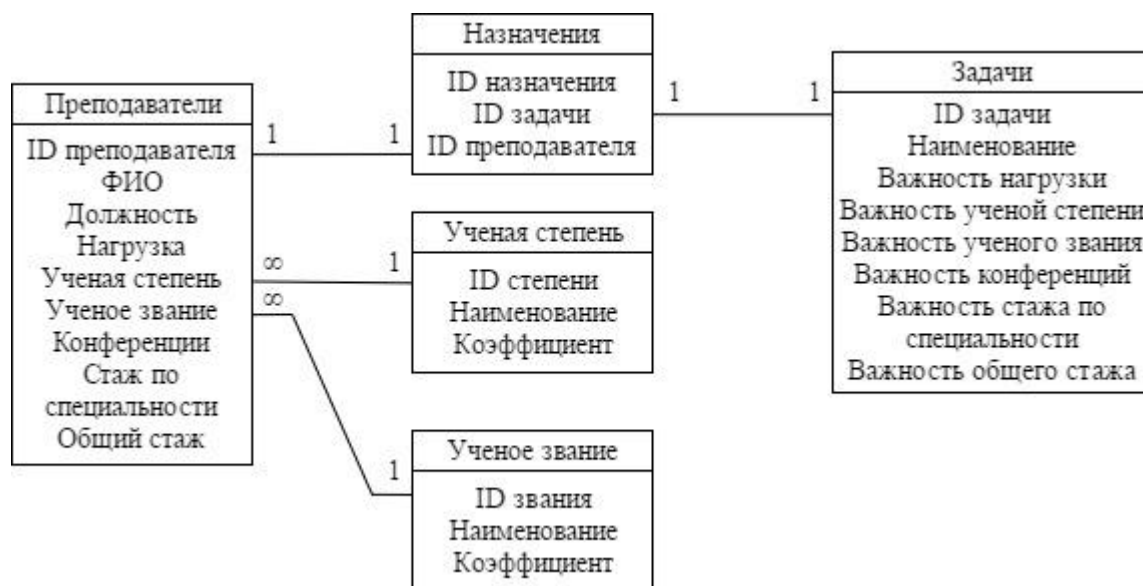 Преподаватели
ID преподавателя
ФИО
Должность
Нагрузка
Ученая степень
Ученое звание
Конференции
Стаж по
специальности
Общий стаж
1
1
∞
1
∞
1
Назначения
ID назначения
ID задачи
ID преподавателя
1
1
Ученая степень
ID степени
Наименование
Коэффициент
Ученое звание
ID звания
Наименование
Коэффициент
Задачи
ID задачи
Наименование
Важность нагрузки
Важность ученой степени
Важность ученого звания
Важность конференций
Важность стажа по
специальности
Важность общего стажа